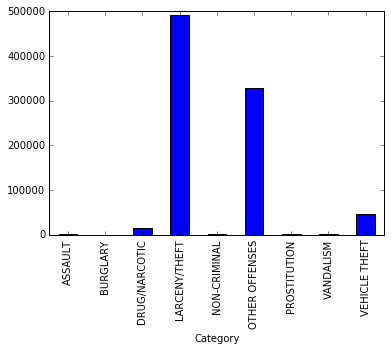 500000
400000
300000
200000
100000
0
ASSAULT
BURGLARY
DRUG/NARCOTIC
LARCENY/THEFT
NON-CRIMINAL
OTHER OFFENSES
PROSTITUTION
VANDALISM
VEHICLE THEFT
Category